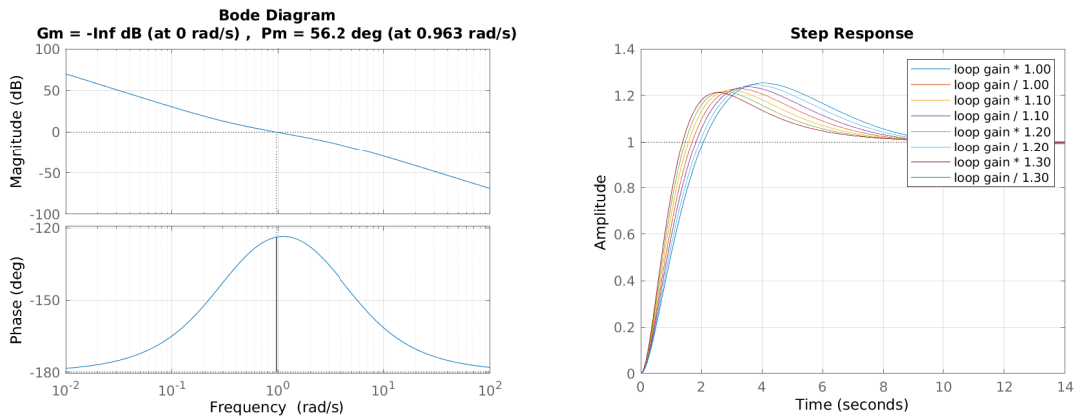 Bode Diagram
Gm = -Inf dB (at 0 rad/s) , Pm = 56.2 deg (at 0.963 rad/s)
Magnitude (dB)
100
50
0
-50
-100
Phase (deg)
-120
-150
-180
10^-2
10^-1
10^0
10^1
10^2
Frequency (rad/s)
Step Response
Amplitude
1.4
1.2
1
0.8
0.6
0.4
0.2
0
loop gain * 1.00
loop gain / 1.00
loop gain * 1.10
loop gain / 1.10
loop gain * 1.20
loop gain / 1.20
loop gain * 1.30
loop gain / 1.30
0 2 4 6 8 10 12 14
Time (seconds)